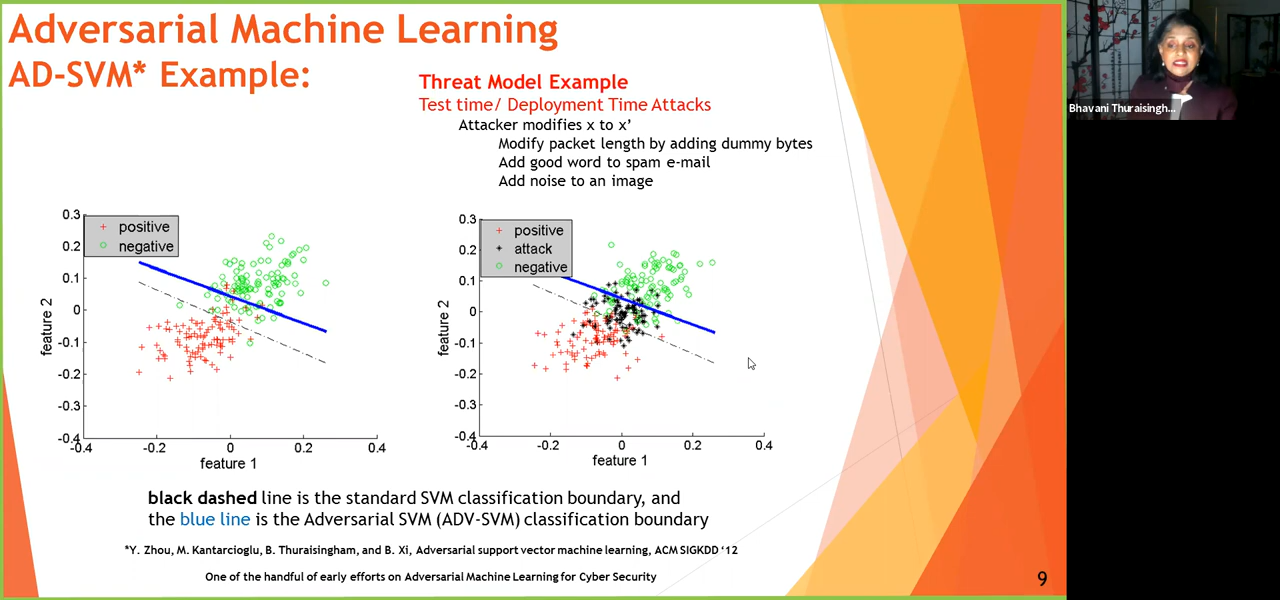 Adversarial Machine Learning
AD-SVM* Example:
Threat Model Example
Test time/ Deployment Time Attacks
Attacker modifies x to x’
Modify packet length by adding dummy bytes
Add good word to spam e-mail
Add noise to an image
Bhavani Thuraisingh...
0.3
0.2
0.1
0
-0.1
-0.2
-0.3
-0.4
-0.4
-0.2
0
0.2
0.4
feature 2
feature 1
positive
negative
0.3
0.2
0.1
0
-0.1
-0.2
-0.3
-0.4
-0.4
-0.2
0
0.2
0.4
feature 2
feature 1
positive
attack
negative
black dashed line is the standard SVM classification boundary, and
the blue line is the Adversarial SVM (ADV-SVM) classification boundary
*Y. Zhou, M. Kantarcioglu, B. Thuraisingham, and B. Xi, Adversarial support vector machine learning, ACM SIGKDD ‘12
One of the handful of early efforts on Adversarial Machine Learning for Cyber Security
9